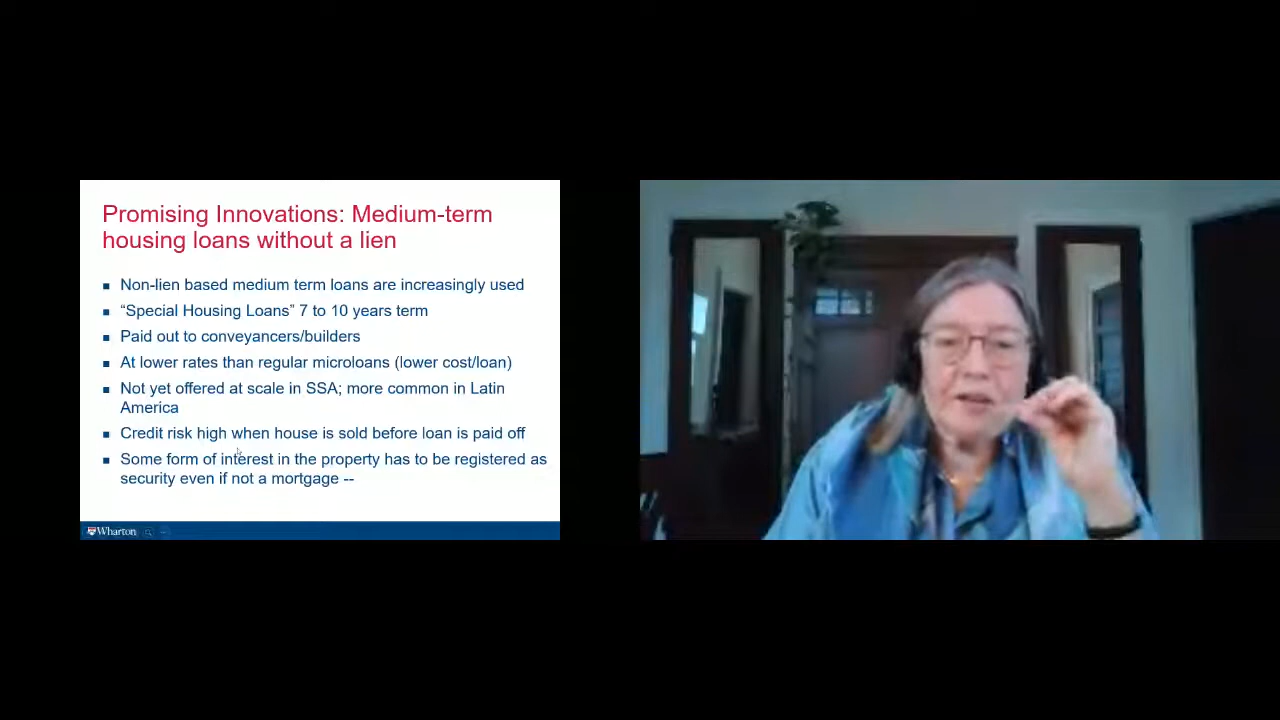 Promising Innovations: Medium-term
housing loans without a lien
Non-lien based medium term loans are increasingly used
“Special Housing Loans” 7 to 10 years term
Paid out to conveyancers/builders
At lower rates than regular microloans (lower cost/loan)
Not yet offered at scale in SSA; more common in Latin
America
Credit risk high when house is sold before loan is paid off
Some form of interest in the property has to be registered as
security even if not a mortgage --
Wharton